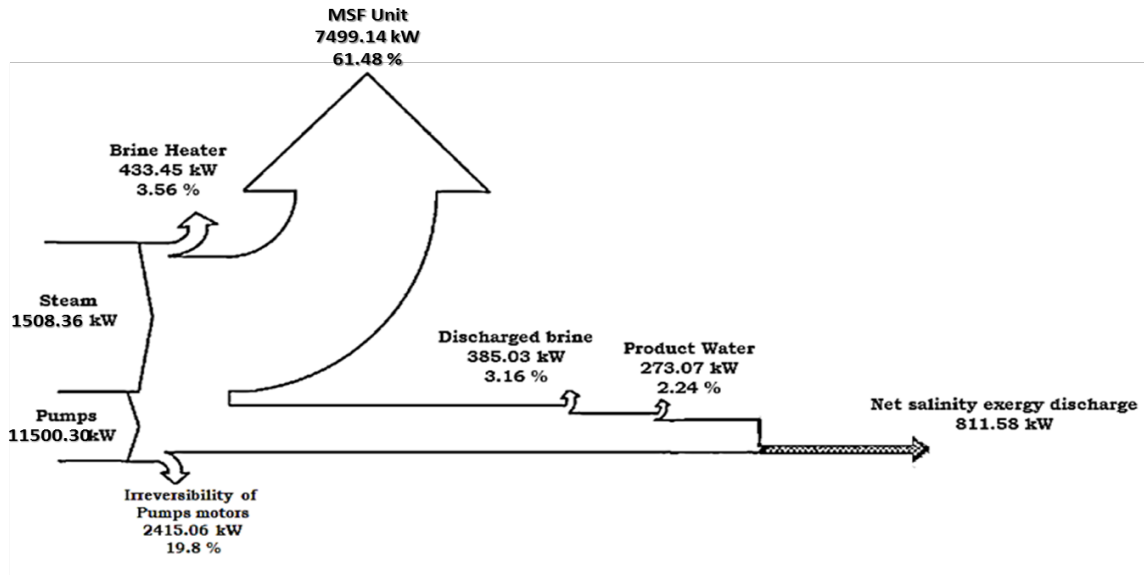 MSF Unit
7499.14 kW
61.48 %
Brine Heater
433.45 kW
3.56 %
Steam
1508.36 kW
Discharged brine
385.03 kW
3.16 %
Product Water
273.07 kW
2.24 %
Net salinity exergy discharge
811.58 kW
Pumps
11500.30kW
Irreversibility of
Pumps motors
2415.06 kW
19.8 %